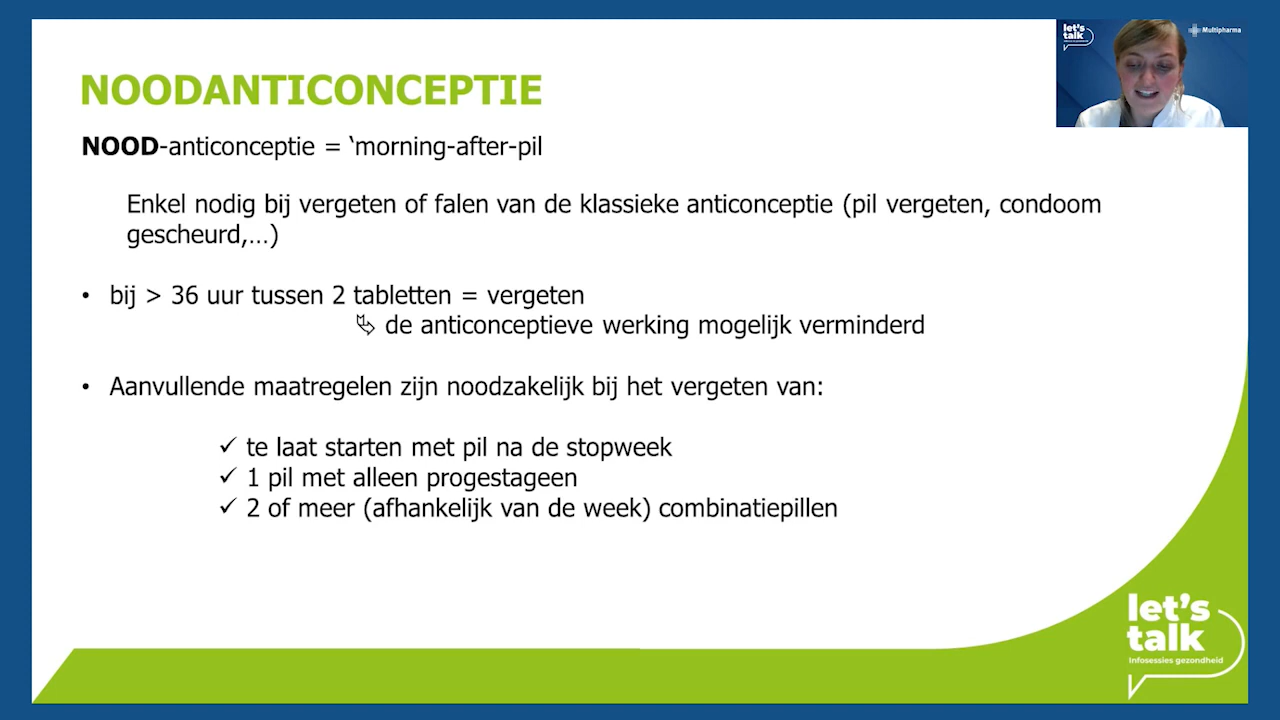 let's
talk
Multipharma
NOODANTICONCEPTIE
NOOD-anticonceptie = ‘morning-after-pil
Enkel nodig bij vergeten of falen van de klassieke anticonceptie (pil vergeten, condoom
gescheurd,…)
• bij > 36 uur tussen 2 tabletten = vergeten
de anticonceptieve werking mogelijk verminderd
• Aanvullende maatregelen zijn noodzakelijk bij het vergeten van:
✓ te laat starten met pil na de stopweek
✓ 1 pil met alleen progestageen
✓ 2 of meer (afhankelijk van de week) combinatiepillen
let's
talk
Infosessies gezondheid